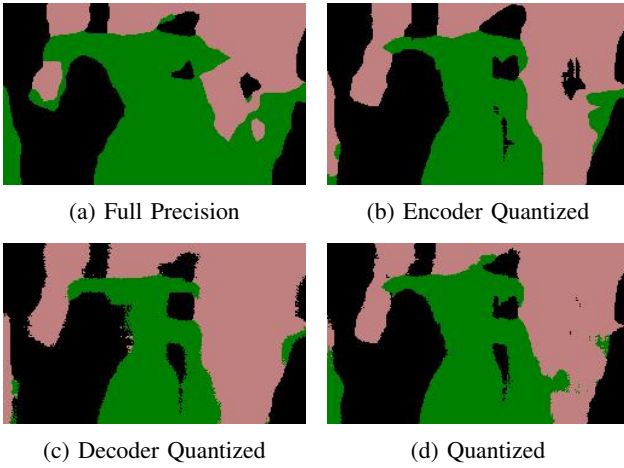 (a) Full Precision
(b) Encoder Quantized
(c) Decoder Quantized
(d) Quantized